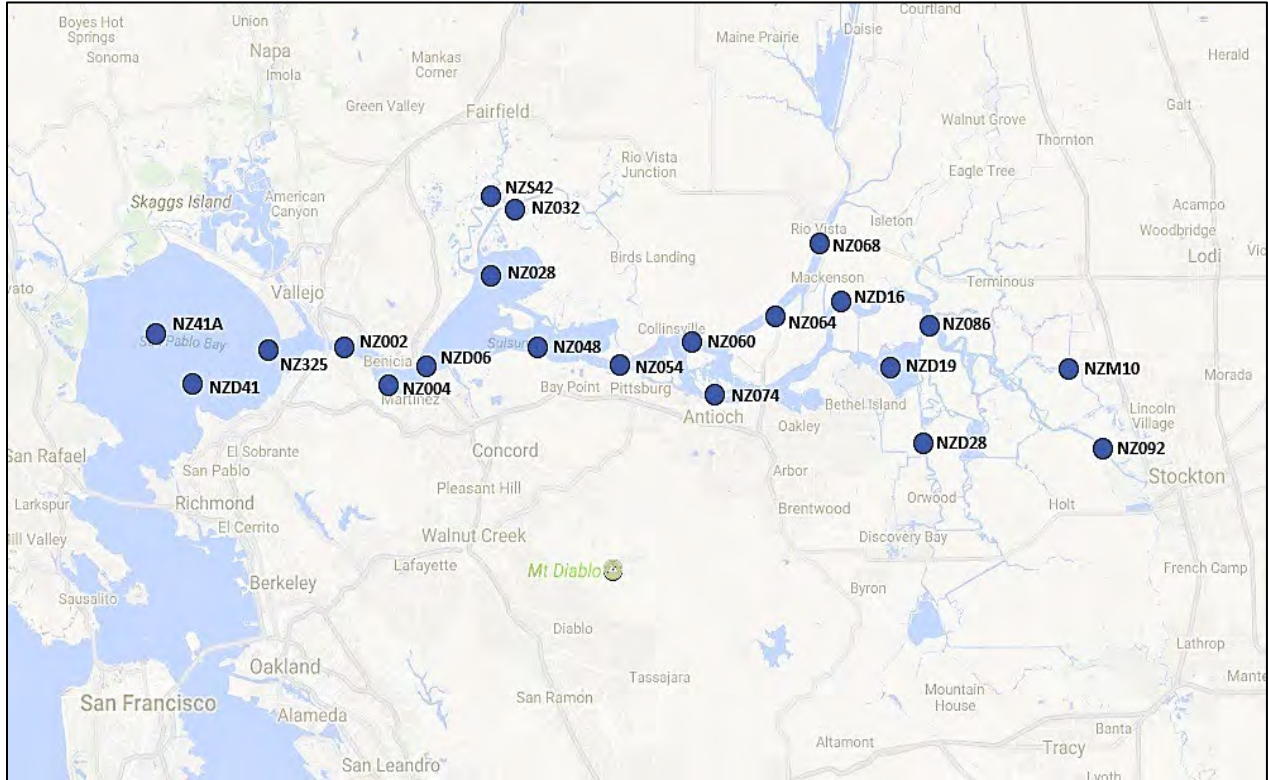 Boyes Hot
Springs
Sonoma
Union
Napa
Imola
Mankas
Corner
Green Valley
Fairfield
Maine Prairie
Courtland
Daisie
Herald
Galt
Walnut Grove
Thornton
Rio Vista
Junction
Eagle Tree
Skaggs Island
American
Canyon
NZS42
NZ032
Acampo
Woodbridge
Isleton
Rio Vista
NZ068
Lodi
Birds Landing
NZ028
Mackenson
Terminous
vato
Vallejo
NZD16
NZ41A
San Pablo Bay
NZ064
NZ086
Collinsville
NZ060
NZ002
NZ325
Benicia
NZD06
NZ048
NZ054
NZD19
NZM10
Morada
NZD41
NZ004
Martinez
Bay Point
Pittsburg
NZ074
Antioch
Bethel Island
Lincoln
Village
Oakley
San Rafael
El Sobrante
San Pablo
Concord
NZD28
NZ092
Arbor
Stockton
Pleasant Hill
Larkspur
Richmond
El Cerrito
Brentwood
Orwood
Holt
ill Valley
Walnut Creek
Discovery Bay
Lafayette
Mt Diablo
French Camp
Berkeley
Byron
Sausalito
Diablo
Lathrop
Oakland
Tassajara
Mante
San Francisco
San Ramon
Mountain
House
Alameda
Banta
Altamont
Tracy
San Leandro
Lyoth